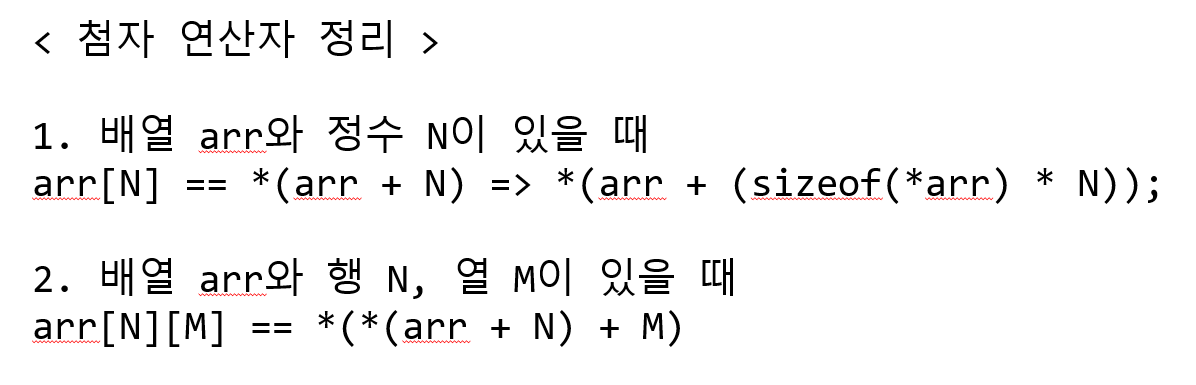 < 첨자 연산자 정리 >
1. 배열 arr와 정수 N이 있을 때
arr[N] == *(arr + N) => *(arr + (sizeof(*arr) * N));
2. 배열 arr와 행 N, 열 M이 있을 때
arr[N][M] == *(*(arr + N) + M)